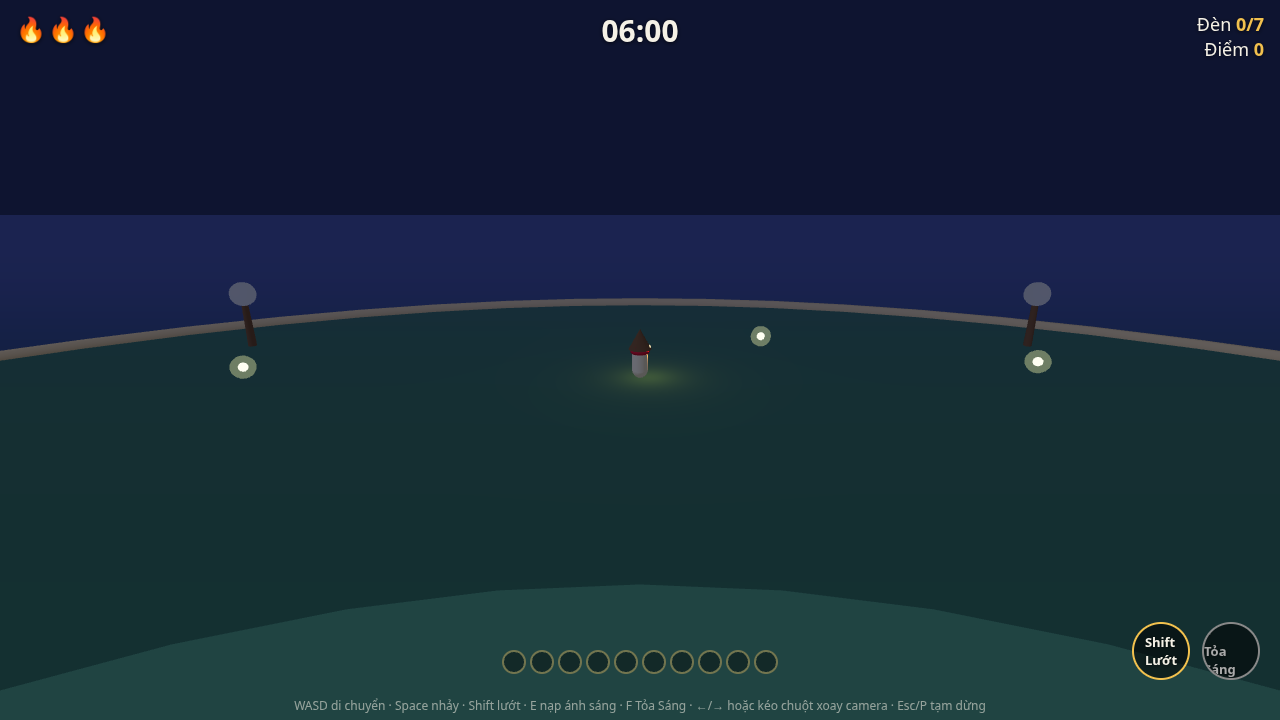 06:00
Đèn 0/7
Điểm 0
Shift
Lướt
Tỏa
Sáng
WASD di chuyển · Space nhảy · Shift lướt · E nạp ánh sáng · F Tỏa Sáng · ←/→ hoặc kéo chuột xoay camera · Esc/P tạm dừng